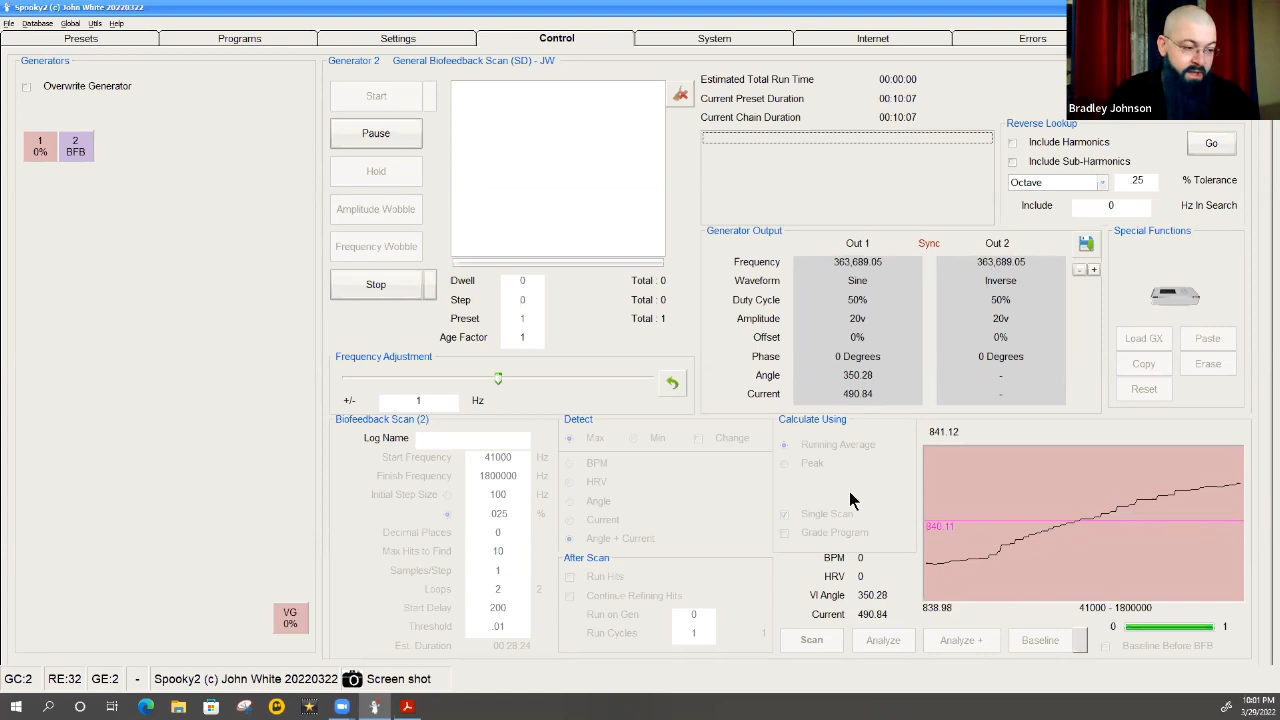 Spooky2 (c) John White 20220322
File Database Global Utils Help
Presets Programs Settings Control System Internet Errors
Bradley Johnson
Generators
Overwrite Generator
1 0%
2 BFB
VG 0%
Generator 2 General Biofeedback Scan (SD) - JW
Start
Pause
Hold
Amplitude Wobble
Frequency Wobble
Stop
Dwell 0 Total : 0
Step 0 Total : 0
Preset 1 Total : 1
Age Factor 1
Estimated Total Run Time 00:00:00
Current Preset Duration 00:10:07
Current Chain Duration 00:10:07
Reverse Lookup
Include Harmonics
Include Sub-Harmonics
Go
Octave .25 % Tolerance
Include 0 Hz In Search
Generator Output Out 1 Sync Out 2
Frequency 363,689.05 363,689.05
Waveform Sine Inverse
Duty Cycle 50% 50%
Amplitude 20v 20v
Offset 0% 0%
Phase 0 Degrees 0 Degrees
Angle 350.28 -
Current 490.84 -
- +
Special Functions
Load GX Paste
Copy Erase
Reset
Frequency Adjustment
+/- 1 Hz
Biofeedback Scan (2)
Log Name
Start Frequency 41000 Hz
Finish Frequency 1800000 Hz
Initial Step Size 100 Hz
.025 %
Decimal Places 0
Max Hits to Find 10
Samples/Step 1
Loops 2 2
Start Delay 200
Threshold .01
Est. Duration 00:28:24
Detect
Max Min Change
BPM
HRV
Angle
Current
Angle + Current
After Scan
Run Hits
Continue Refining Hits
Run on Gen 0
Run Cycles 1 1
Calculate Using
Running Average
Peak
Single Scan
Grade Program
BPM 0
HRV 0
VI Angle 350.28
Current 490.84
841.12
840.11
838.98 41000 - 1800000
0 1
Scan Analyze Analyze + Baseline
Baseline Before BFB
GC:2 RE:32 GE:2 - Spooky2 (c) John White 20220322 Screen shot
10:01 PM
3/29/2022